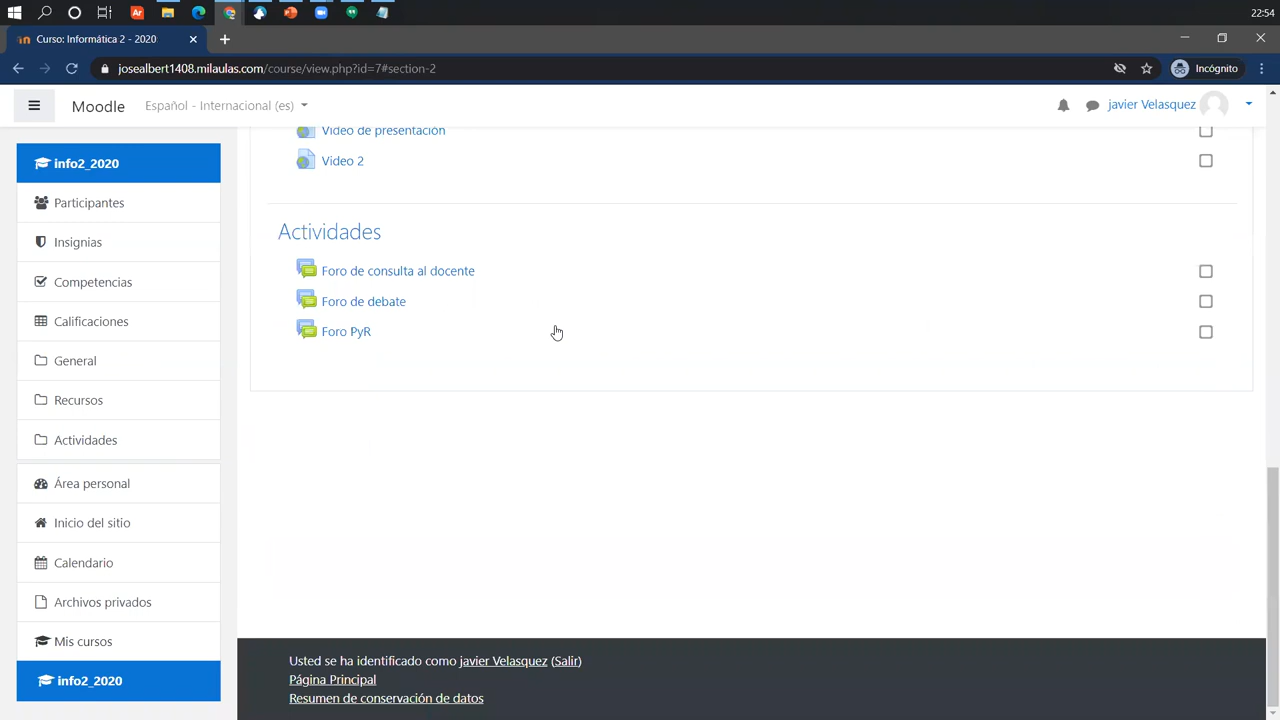 22:54
Curso: Informática 2 - 2020
josealbert1408.milaulas.com/course/view.php?id=7#section-2
Incógnito
Moodle
Español - Internacional (es)
javier Velasquez
info2_2020
Participantes
Insignias
Competencias
Calificaciones
General
Recursos
Actividades
Área personal
Inicio del sitio
Calendario
Archivos privados
Mis cursos
info2_2020
Video de presentación
Video 2
Actividades
Foro de consulta al docente
Foro de debate
Foro PyR
Usted se ha identificado como javier Velasquez (Salir)
Página Principal
Resumen de conservación de datos